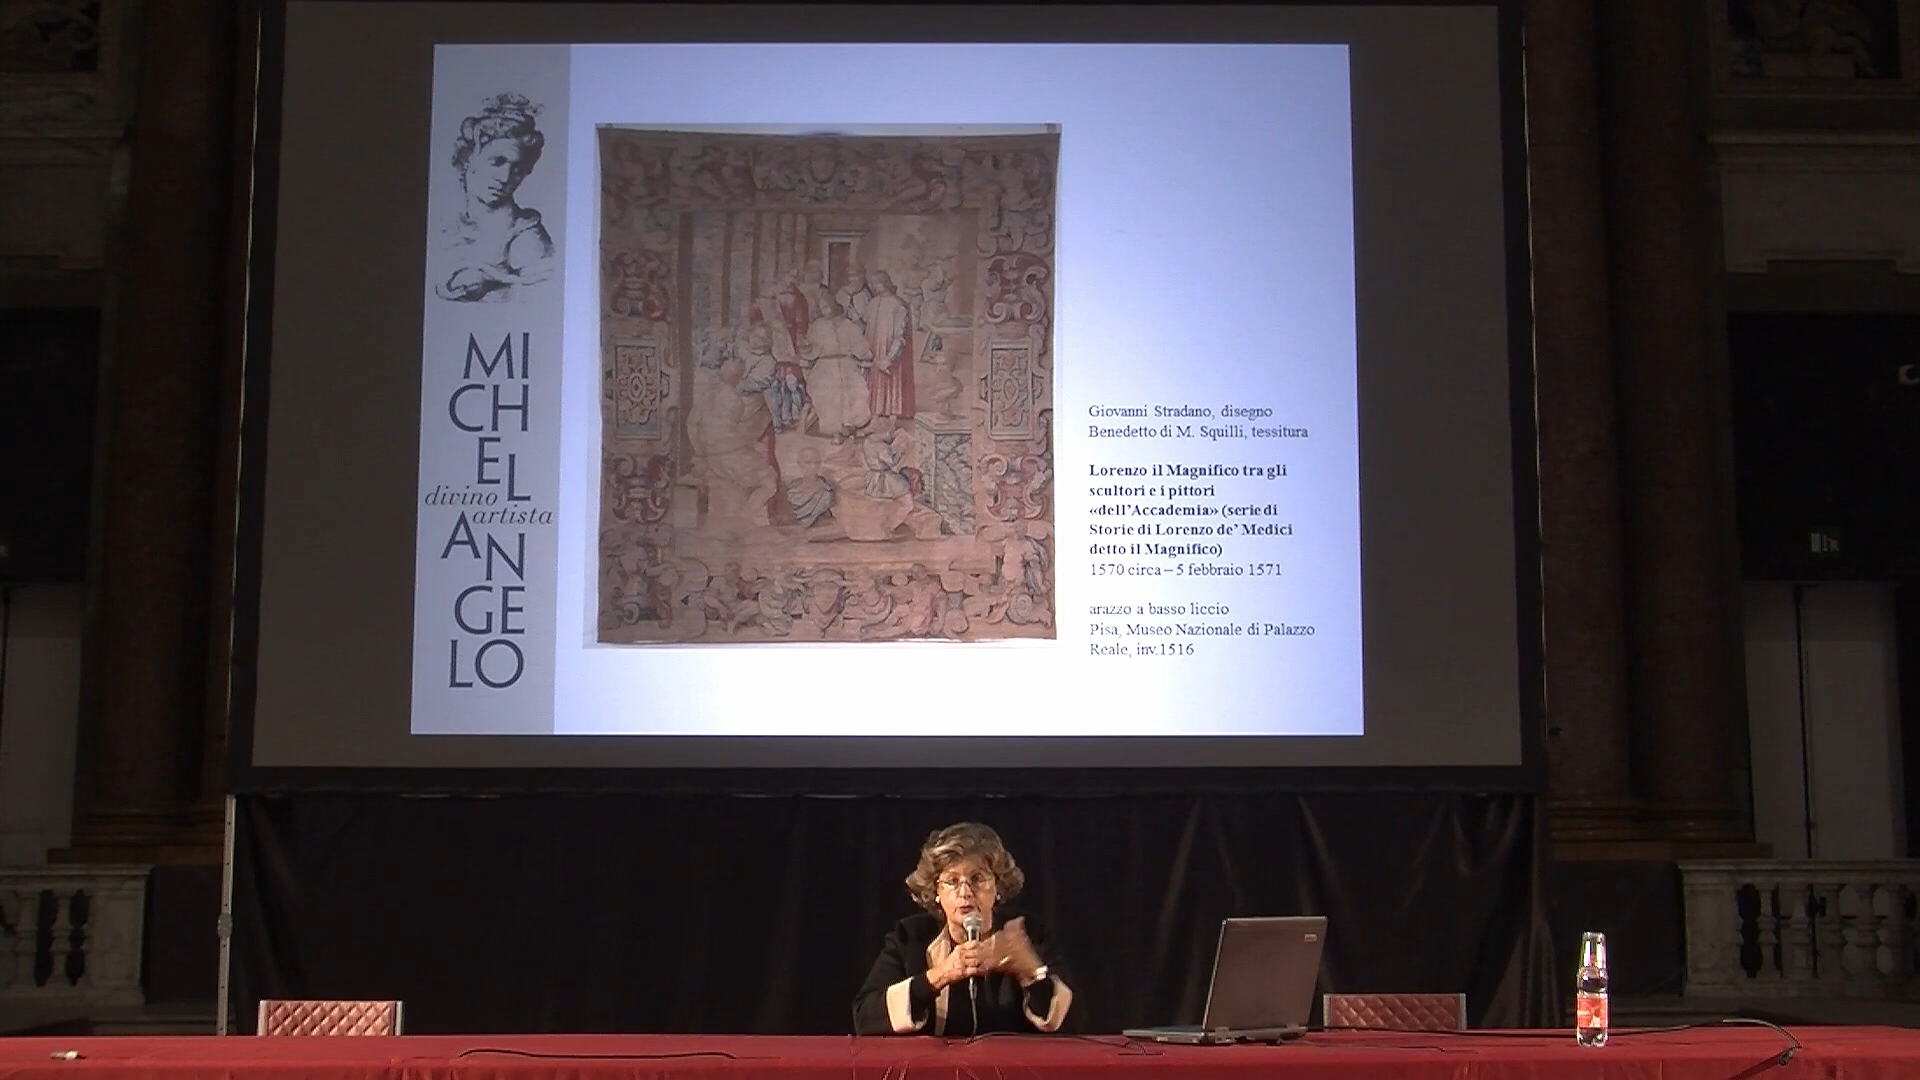 MI
CH
EL
divino
artista
AN
GE
LO
Giovanni Stradano, disegno
Benedetto di M. Squilli, tessitura
Lorenzo il Magnifico tra gli
scultori e i pittori
«dell'Accademia» (serie di
Storie di Lorenzo de' Medici
detto il Magnifico)
1570 circa – 5 febbraio 1571
arazzo a basso liccio
Pisa, Museo Nazionale di Palazzo
Reale, inv.1516